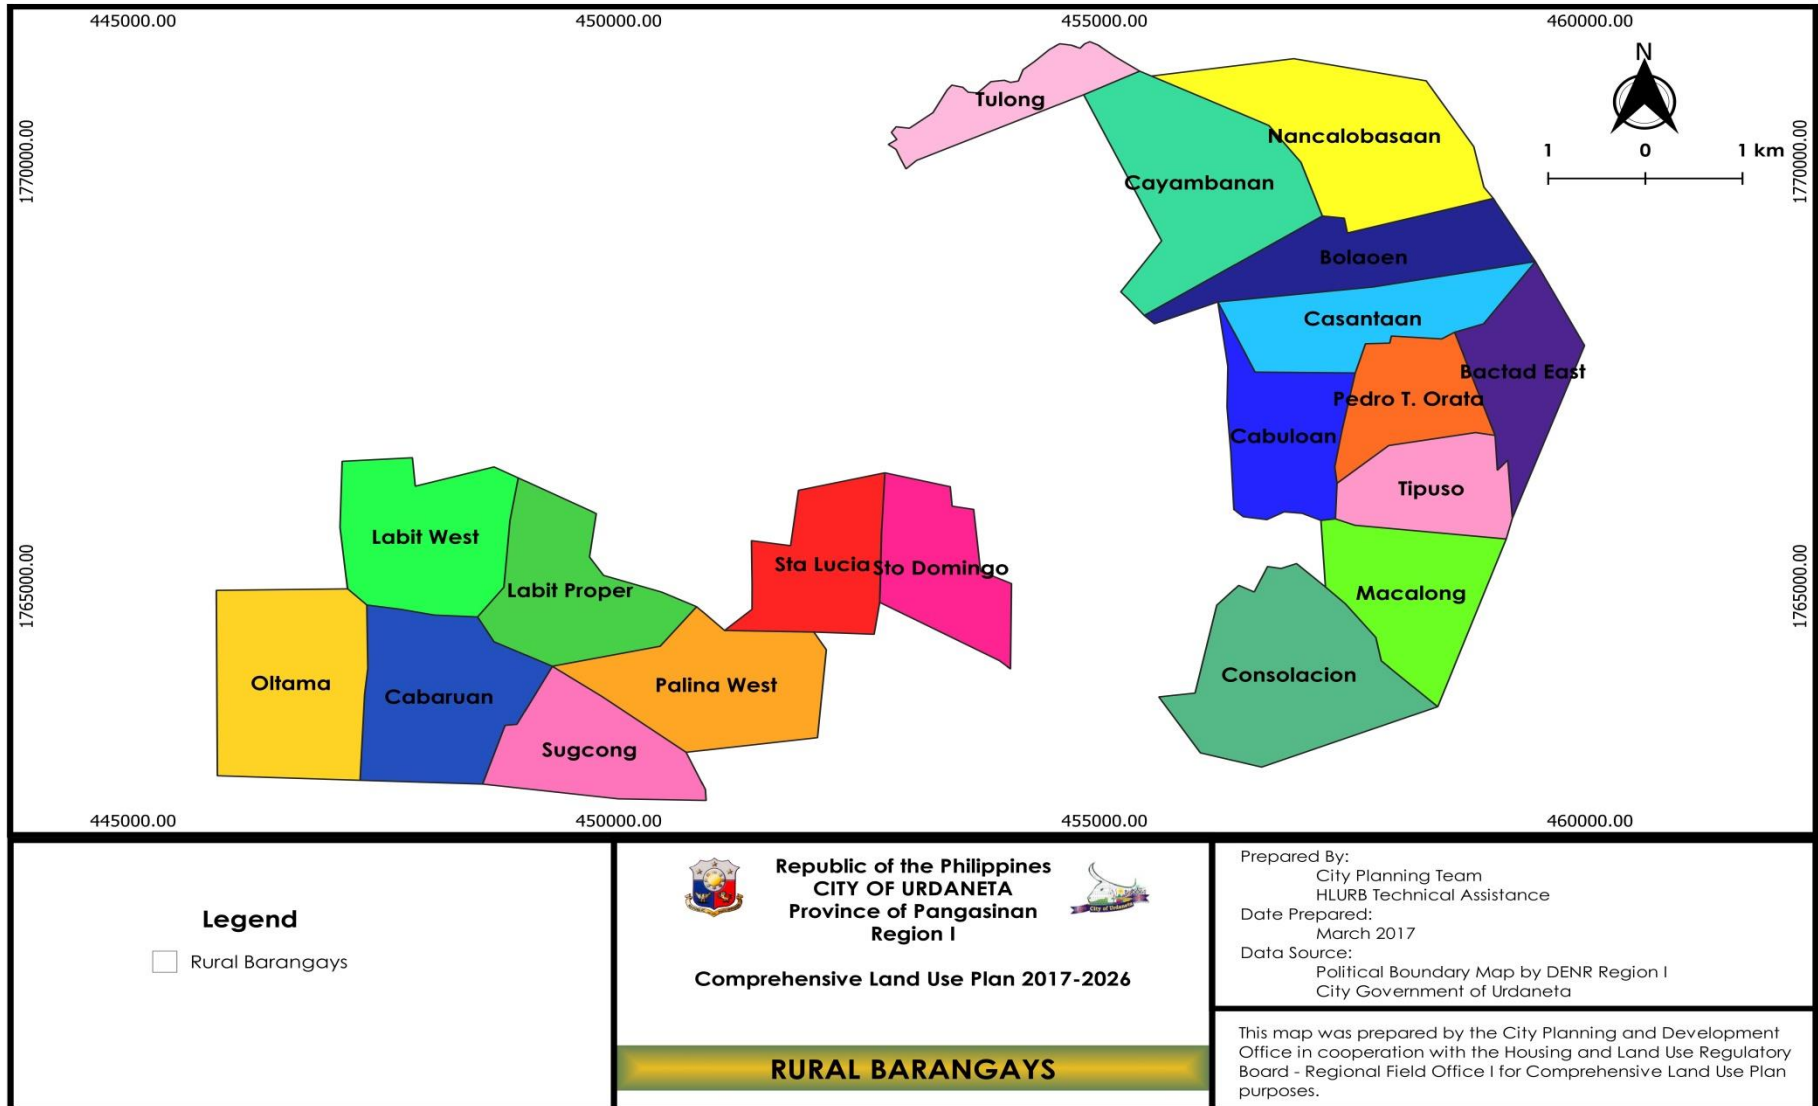 445000.00
450000.00
455000.00
460000.00
1770000.00
1770000.00
N
1 0 1 km
Tulong
Nancalobasaan
Cayambanan
Bolaoen
Casantaan
Bactad East
Pedro T. Orata
Cabuloan
Tipuso
Labit West
Sta Lucia
Sto Domingo
Labit Proper
Macalong
1765000.00
1765000.00
Oltama
Cabaruan
Palina West
Consolacion
Sugcong
445000.00
450000.00
455000.00
460000.00
Legend
Rural Barangays
Republic of the Philippines
CITY OF URDANETA
Province of Pangasinan
Region I
City of Urdaneta
Comprehensive Land Use Plan 2017-2026
RURAL BARANGAYS
Prepared By:
City Planning Team
HLURB Technical Assistance
Date Prepared:
March 2017
Data Source:
Political Boundary Map by DENR Region I
City Government of Urdaneta
This map was prepared by the City Planning and Development
Office in cooperation with the Housing and Land Use Regulatory
Board - Regional Field Office I for Comprehensive Land Use Plan
purposes.